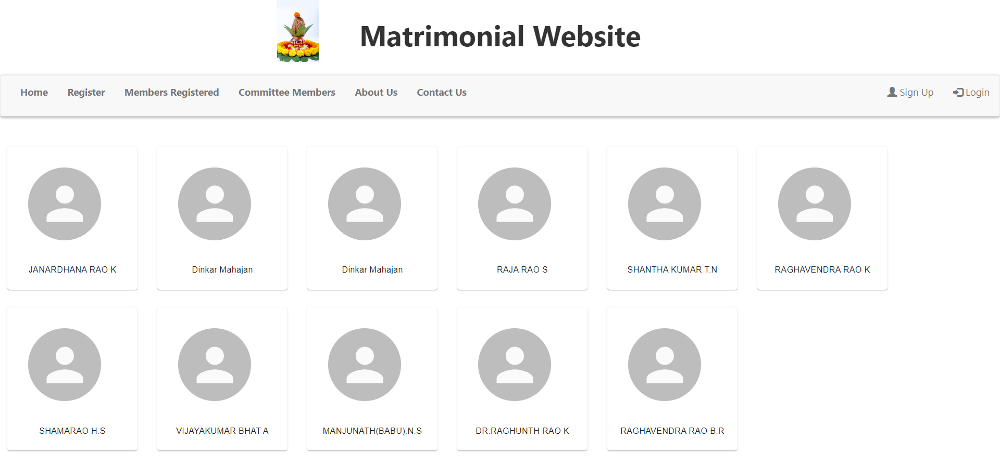 Matrimonial Website
Home Register Members Registered Committee Members About Us Contact Us Sign Up Login
JANARDHANA RAO K Dinkar Mahajan Dinkar Mahajan RAJA RAO S SHANTHA KUMAR T.N RAGHAVENDRA RAO K
SHAMARAO H.S VIJAYAKUMAR BHAT A MANJUNATH(BABU).N.S DR.RAGHUNTH RAO K RAGHAVENDRA RAO B.R